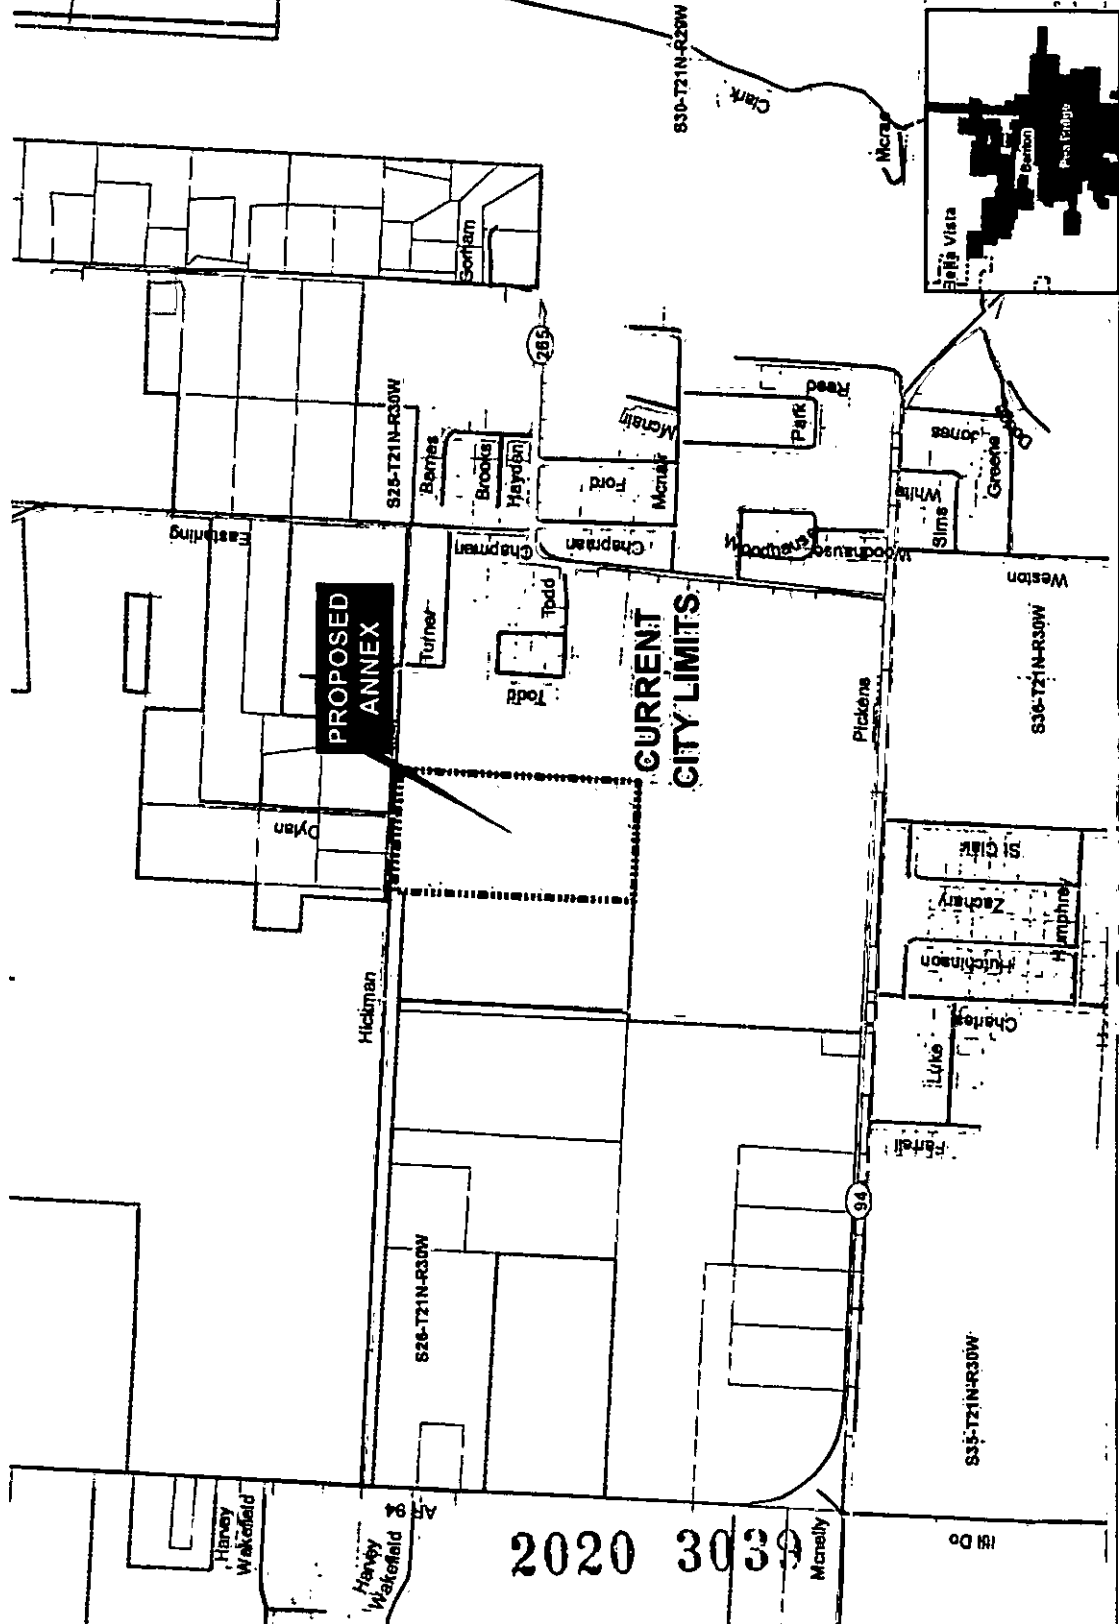 S30-T21N-R29W
Clark
Mcrae
Bella Vista
Benton
Pea Ridge
Gorham
265
S25-T21N-R30W
Barnes
Brooks
Hayden
Easterling
Chapman
Chapman
Ford
Mcnair
Mcnair
Park
Reed
Jones
Greene
White
Sims
Woodhouse
Weston
S36-T21N-R30W
Turner
Todd
Todd
PROPOSED
ANNEX
CURRENT
CITY LIMITS
Pickens
Dylan
Hickman
St Clair
Zachary
Humphrey
Hutchinson
Charles
Luke
94
S26-T21N-R30W
S35-T21N-R30W
Harvey
Wakefield
Harvey
Wakefield
AR 94
Mcnelly
2020 3039